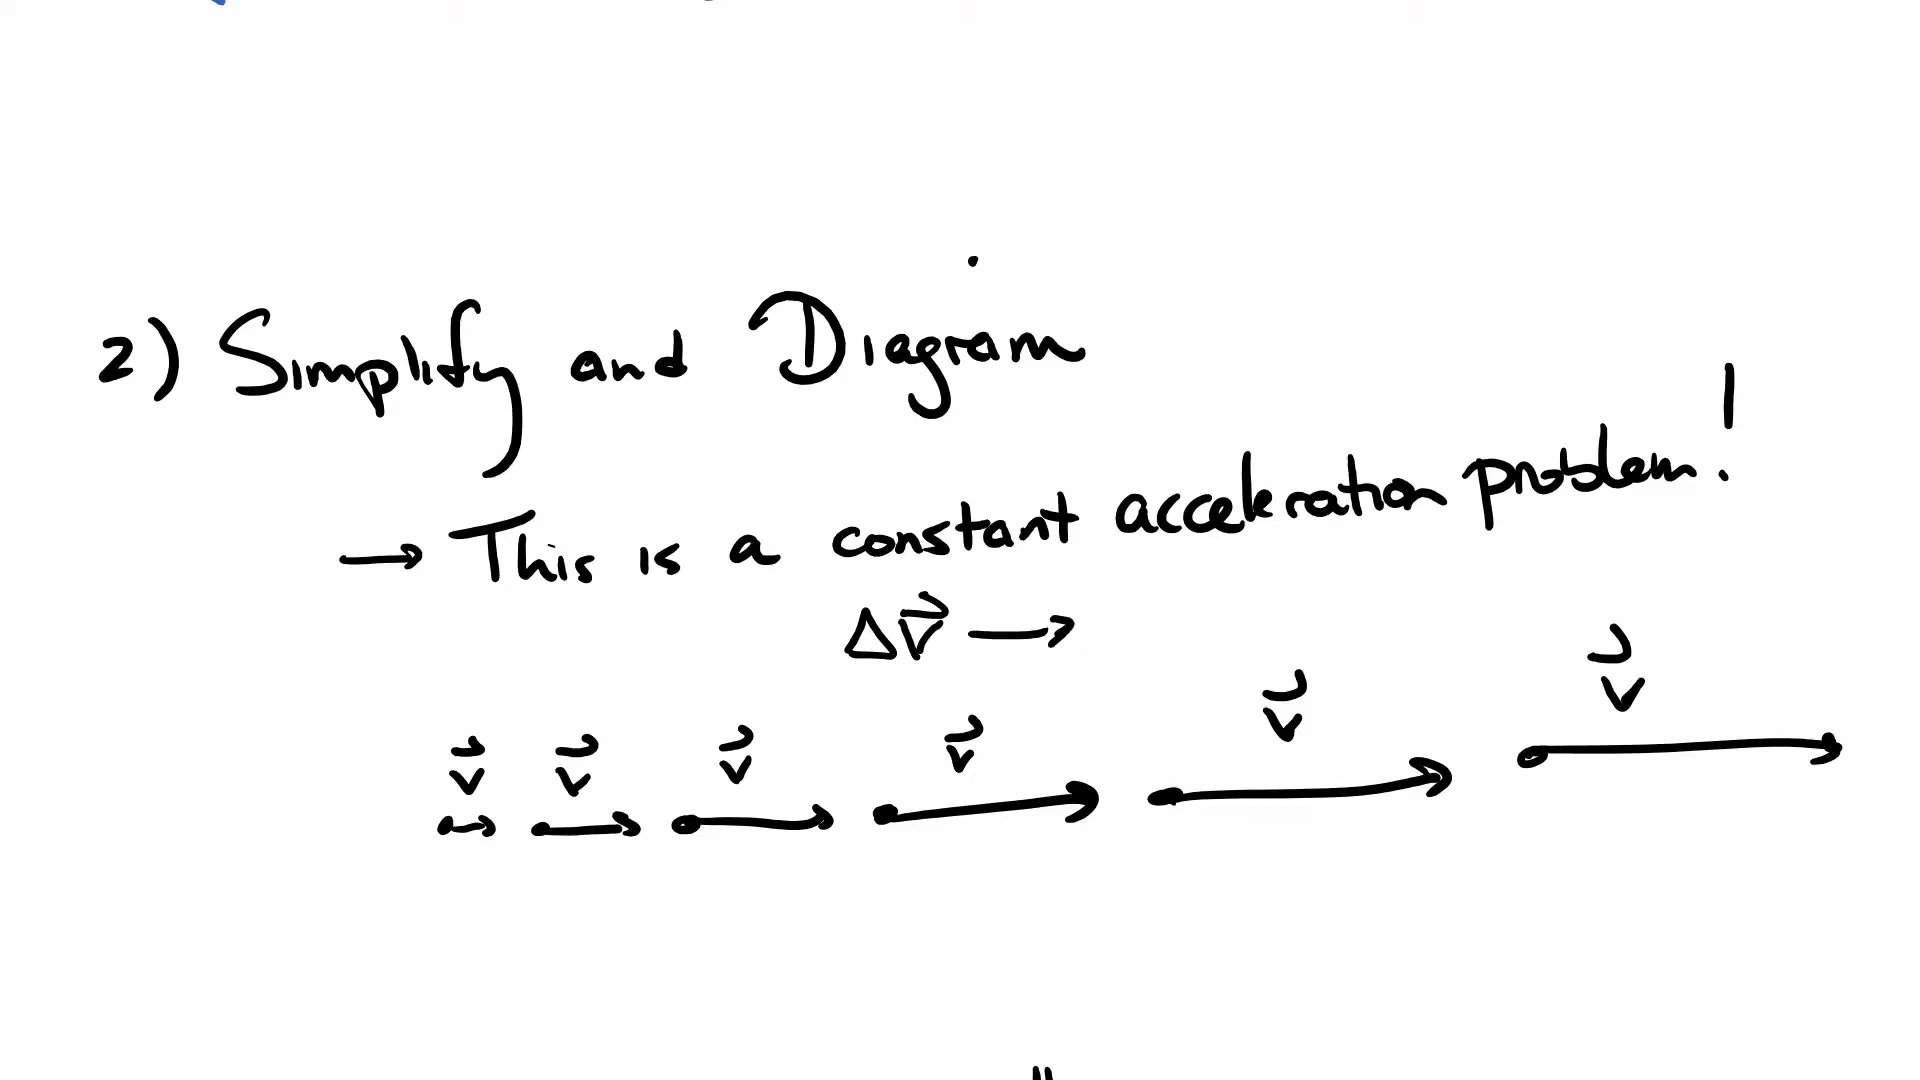 2) Simplify and Diagram
→ This is a constant acceleration problem!
Δv⃗ →
v⃗ v⃗ v⃗ v⃗ v⃗ v⃗